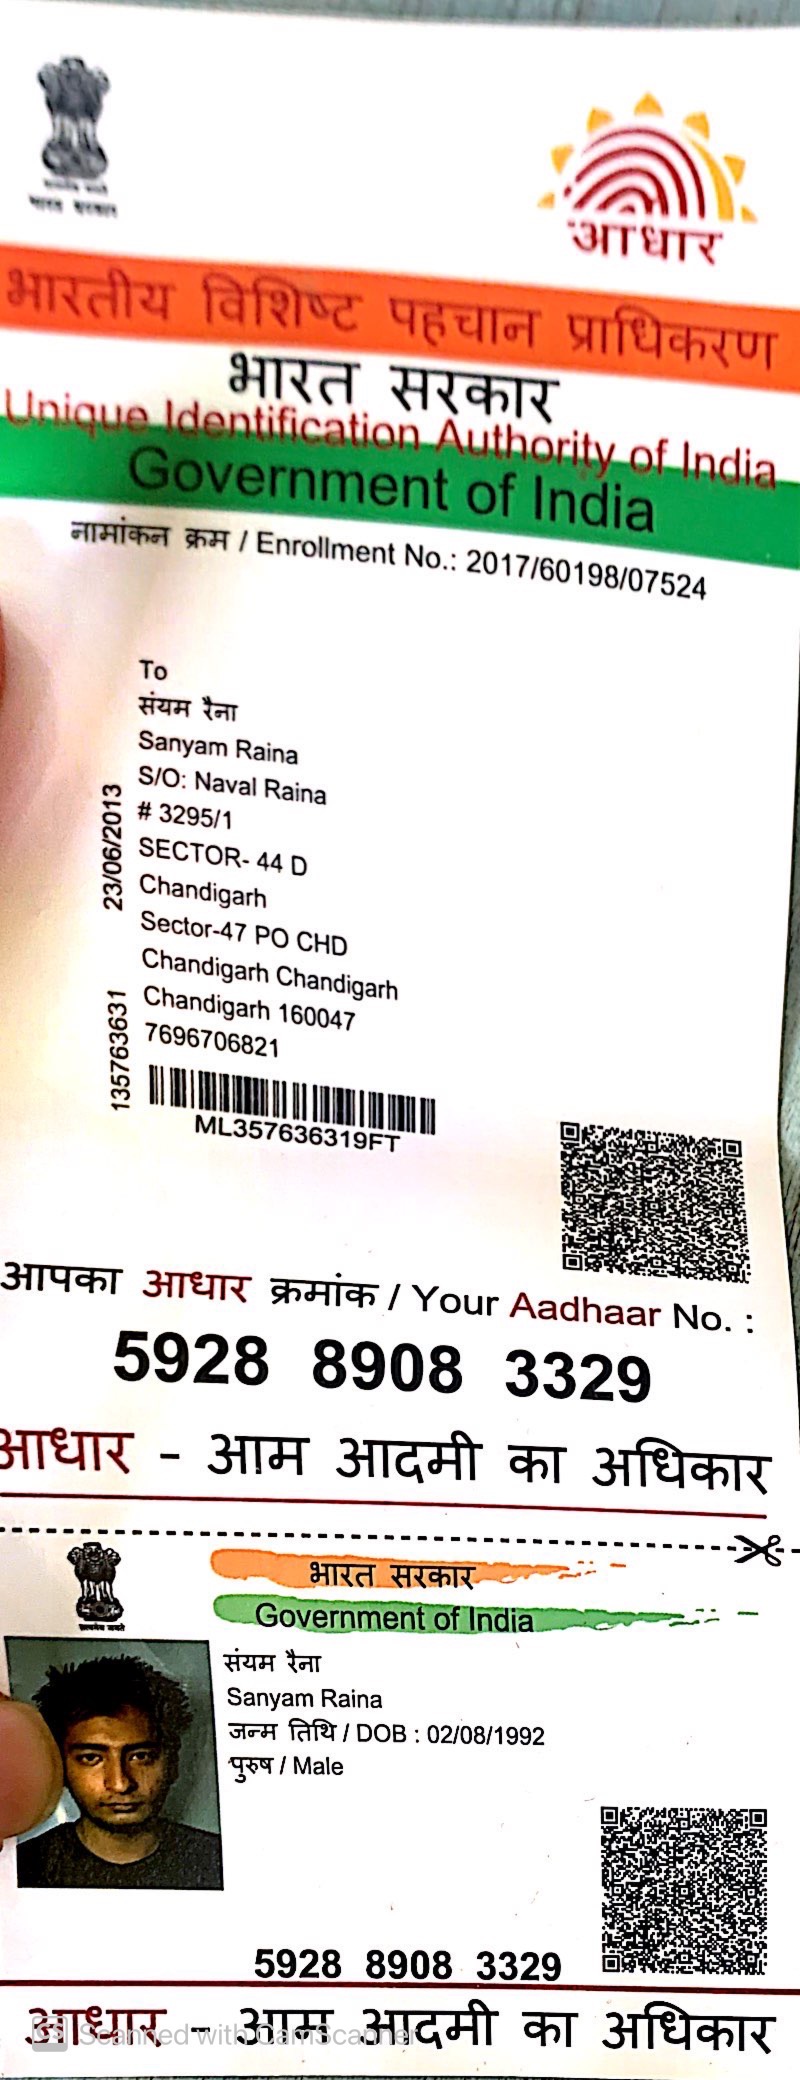 भारत सरकार
आधार
भारतीय विशिष्ट पहचान प्राधिकरण
भारत सरकार
Unique Identification Authority of India
Government of India
नामांकन क्रम / Enrollment No.: 2017/60198/07524
To
संयम रैना
Sanyam Raina
S/O: Naval Raina
# 3295/1
SECTOR- 44 D
Chandigarh
Sector-47 PO CHD
Chandigarh Chandigarh
Chandigarh 160047
7696706821
23/06/2013
135763631
ML357636319FT
आपका आधार क्रमांक / Your Aadhaar No. :
5928 8908 3329
आधार - आम आदमी का अधिकार
भारत सरकार
Government of India
संयम रैना
Sanyam Raina
जन्म तिथि / DOB : 02/08/1992
पुरुष / Male
5928 8908 3329
आधार - आम आदमी का अधिकार
Scanned with CamScanner